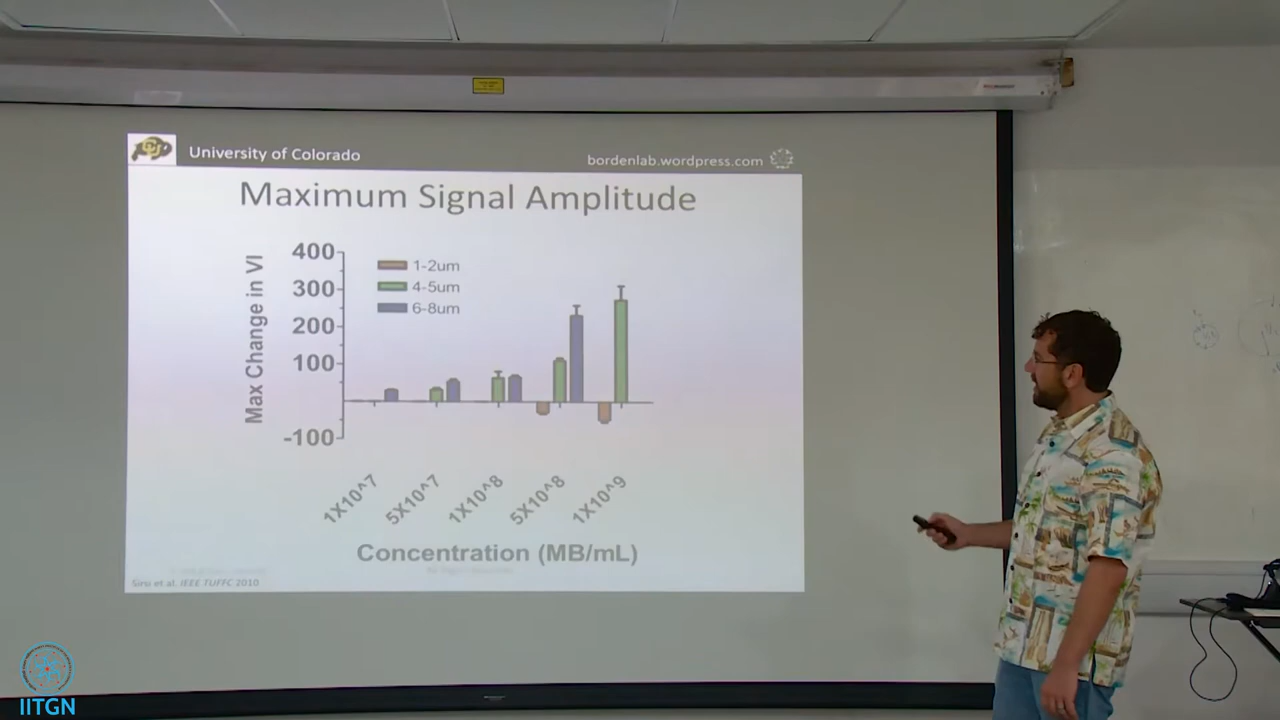 University of Colorado
bordenlab.wordpress.com
Maximum Signal Amplitude
Max Change in VI
400
300
200
100
-100
1-2um
4-5um
6-8um
1X10^7
5X10^7
1X10^8
5X10^8
1X10^9
Concentration (MB/mL)
Sirsi et al. IEEE TUFFC 2010
IITGN